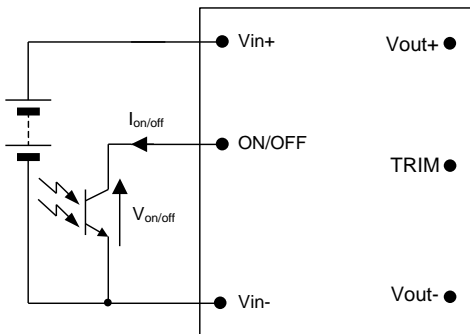 Vin+
Vout+
Ion/off
ON/OFF
TRIM
Von/off
Vin-
Vout-